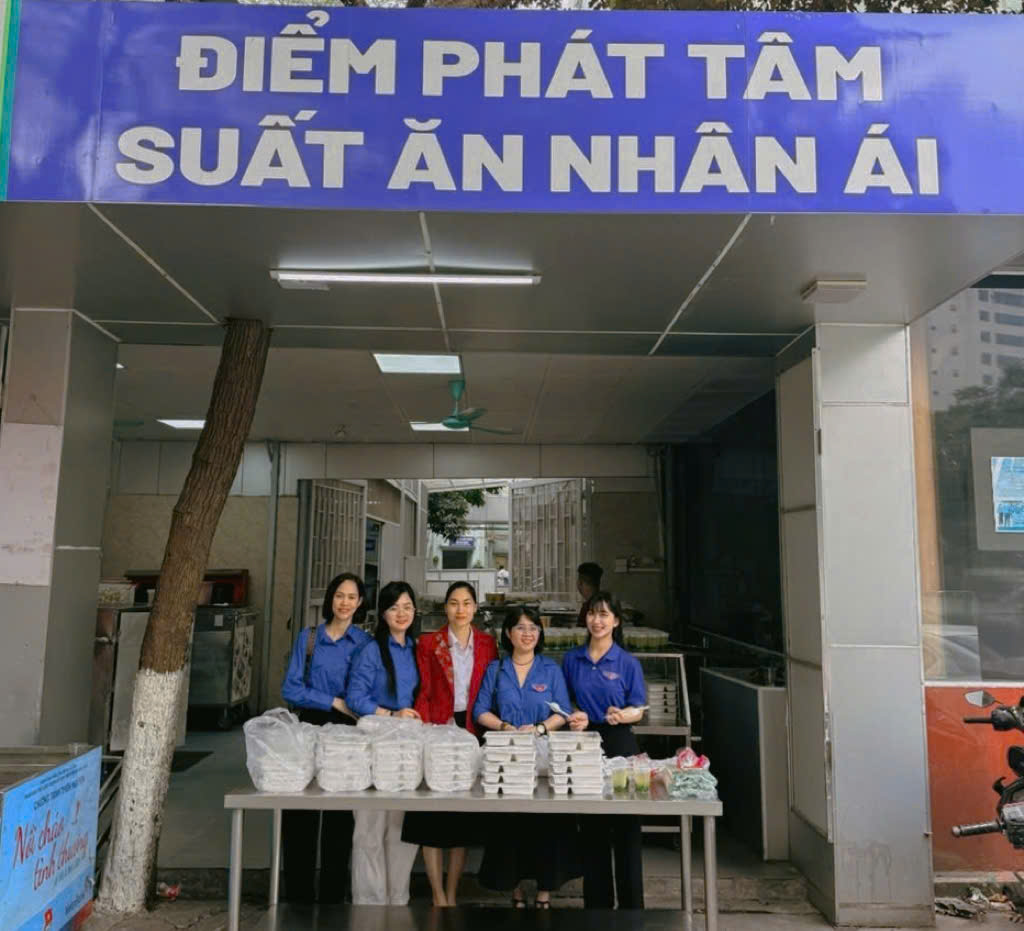 ĐIỂM PHÁT TÂM
SUẤT ĂN NHÂN ÁI
Nồi cháo
tình thương